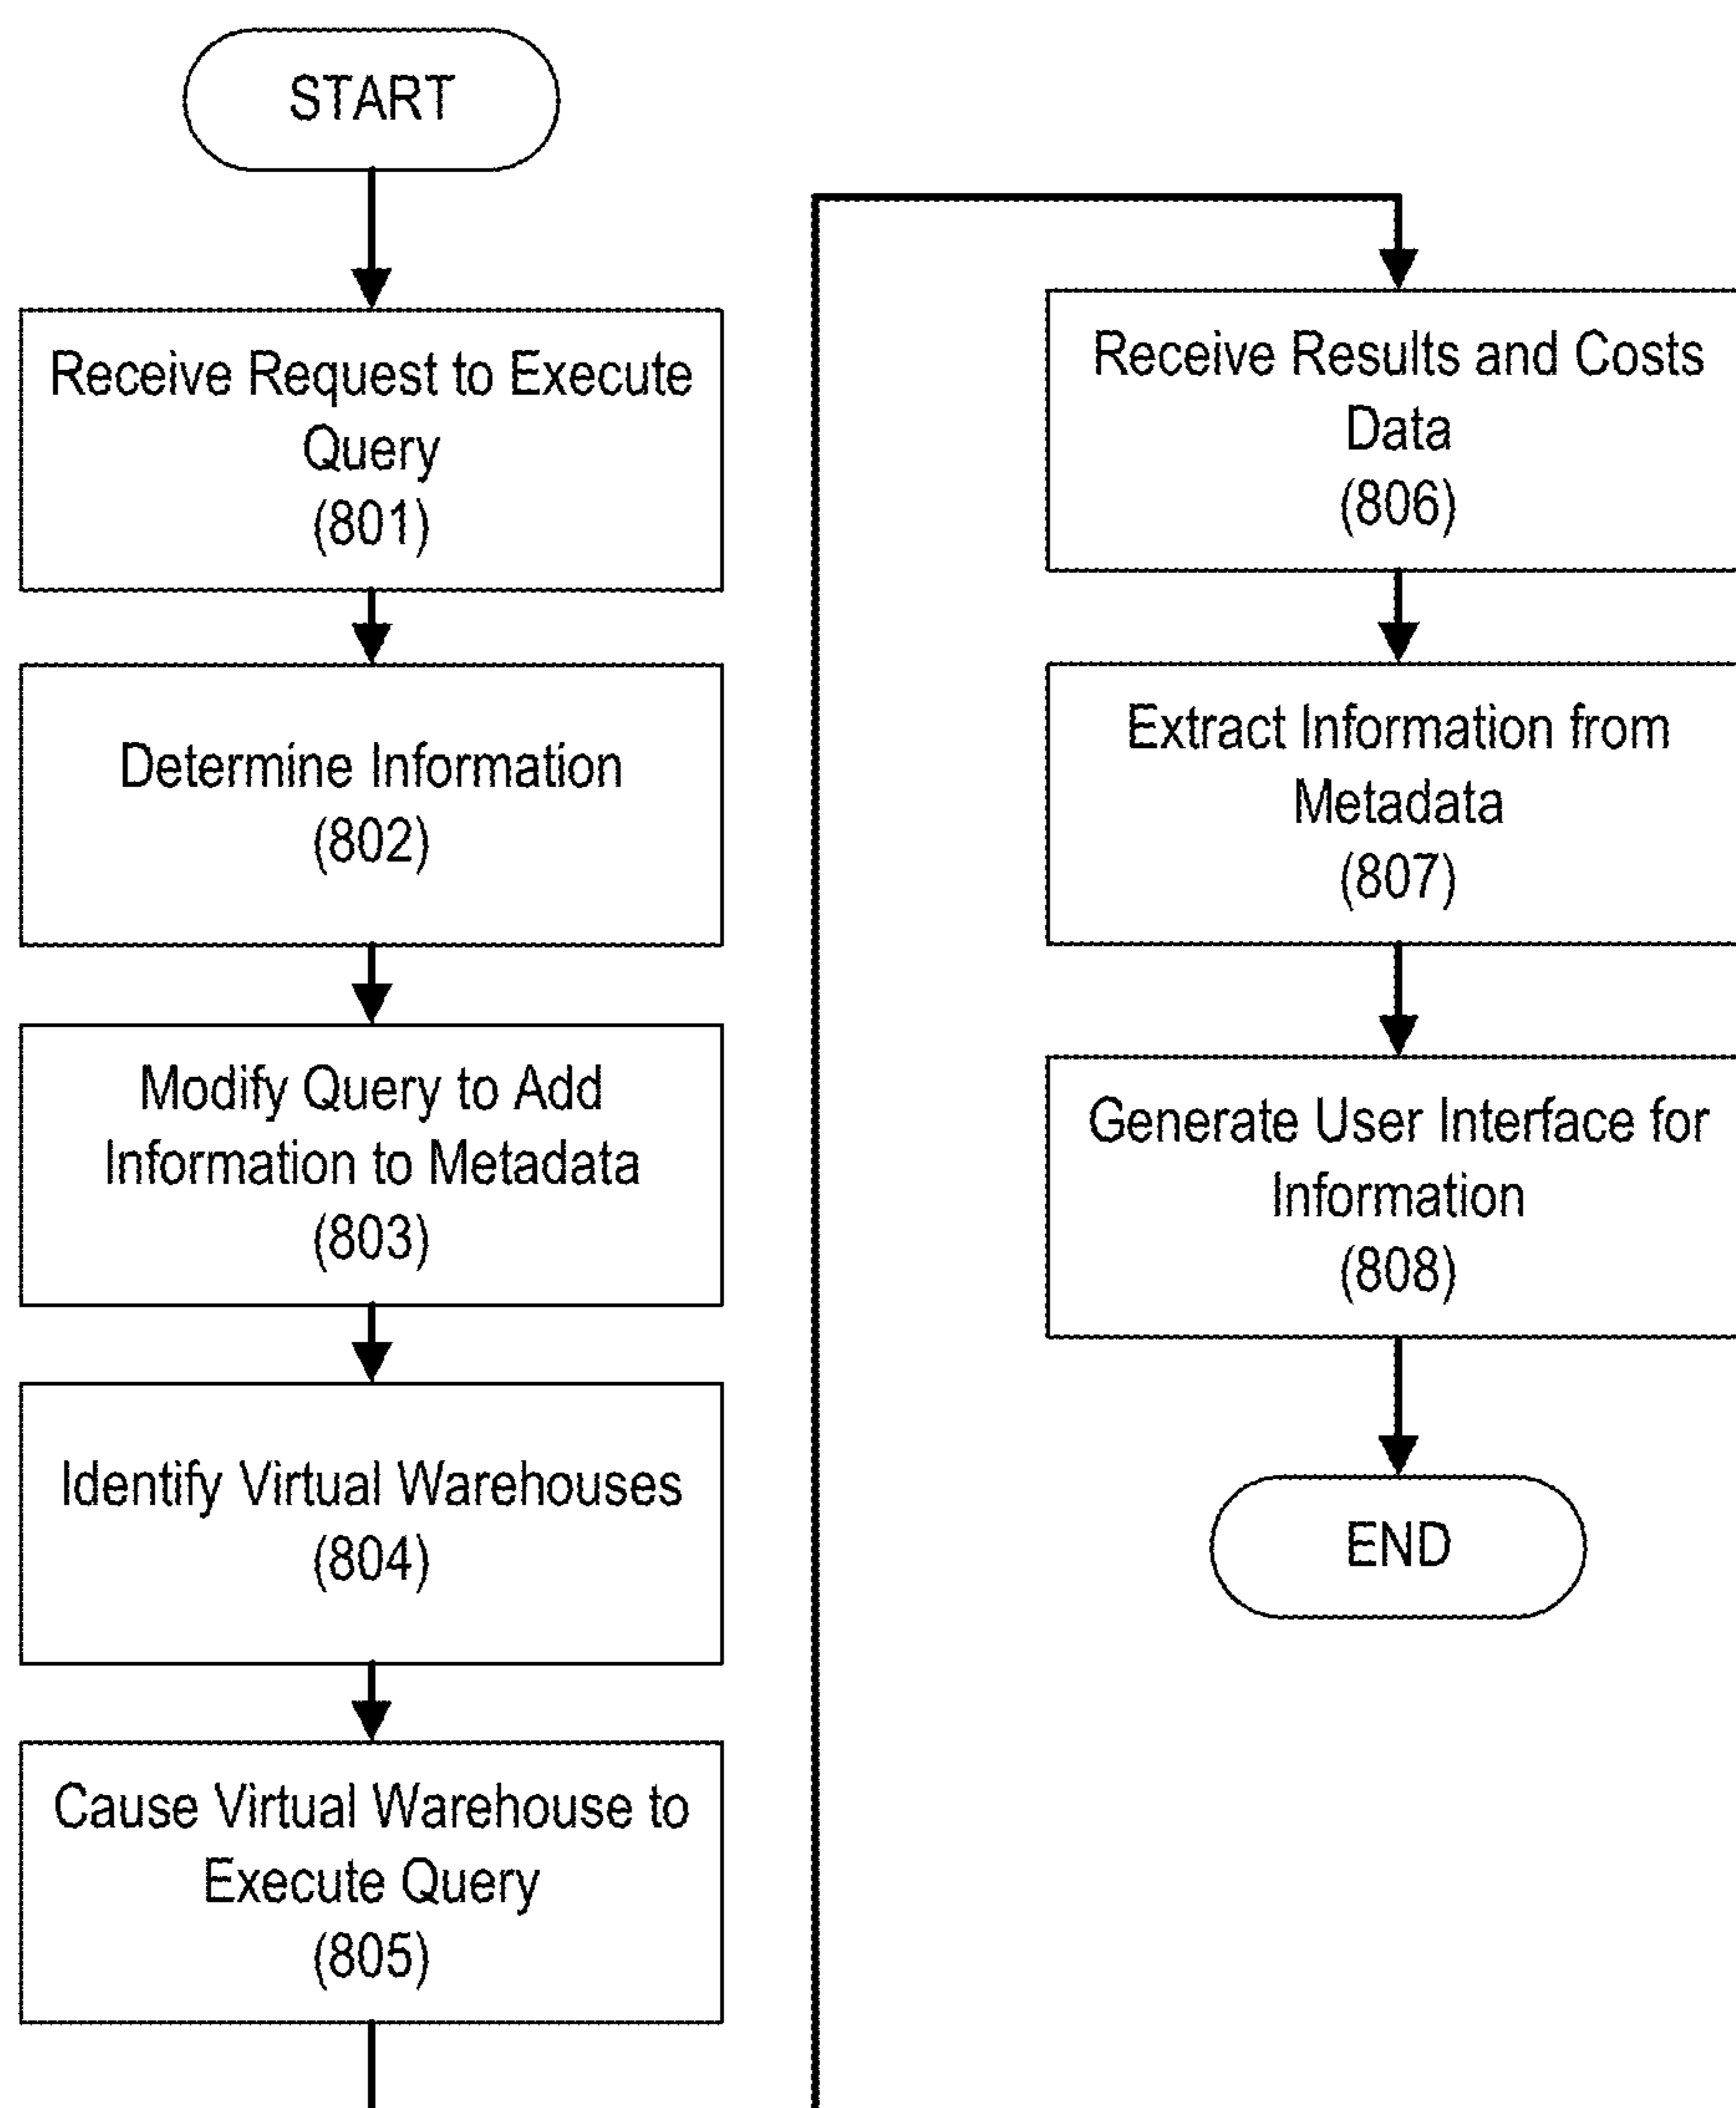 START
Receive Request to Execute
Query
(801)
Determine Information
(802)
Modify Query to Add
Information to Metadata
(803)
Identify Virtual Warehouses
(804)
Cause Virtual Warehouse to
Execute Query
(805)
Receive Results and Costs
Data
(806)
Extract Information from
Metadata
(807)
Generate User Interface for
Information
(808)
END